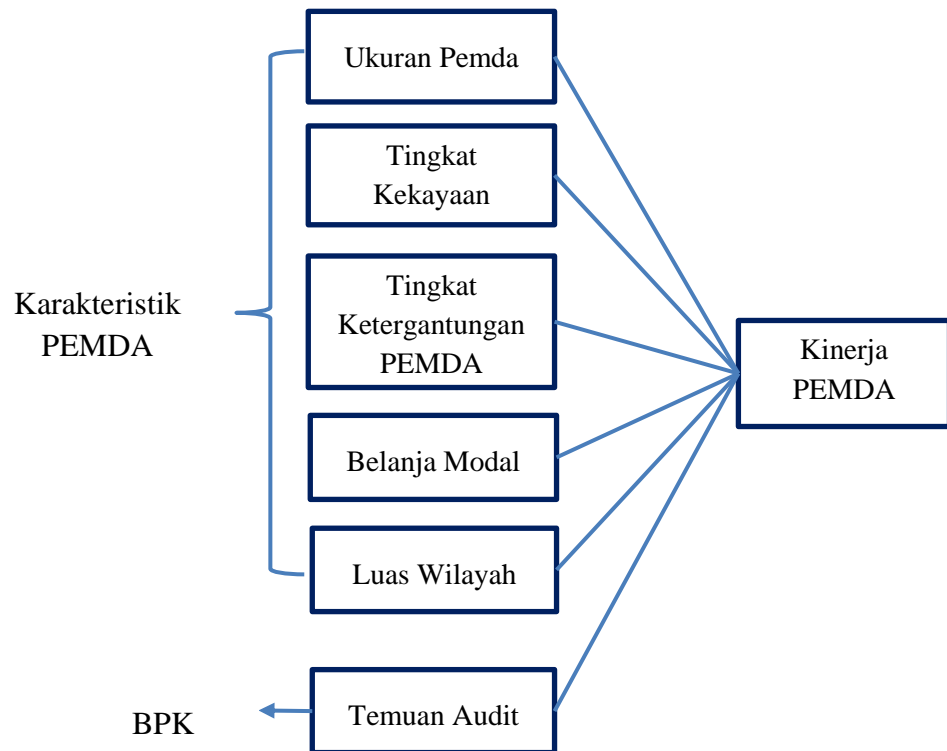 Ukuran Pemda
Tingkat
Kekayaan
Karakteristik
PEMDA
Tingkat
Ketergantungan
PEMDA
Kinerja
PEMDA
Belanja Modal
Luas Wilayah
BPK
Temuan Audit